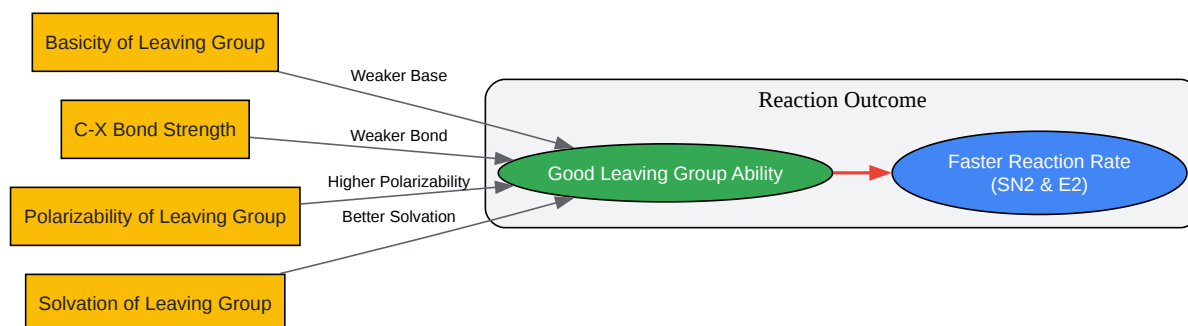 Basicity of Leaving Group
Weaker Base
Reaction Outcome
C-X Bond Strength
Weaker Bond
Good Leaving Group Ability
Faster Reaction Rate
(SN2 & E2)
Higher Polarizability
Polarizability of Leaving Group
Better Solvation
Solvation of Leaving Group